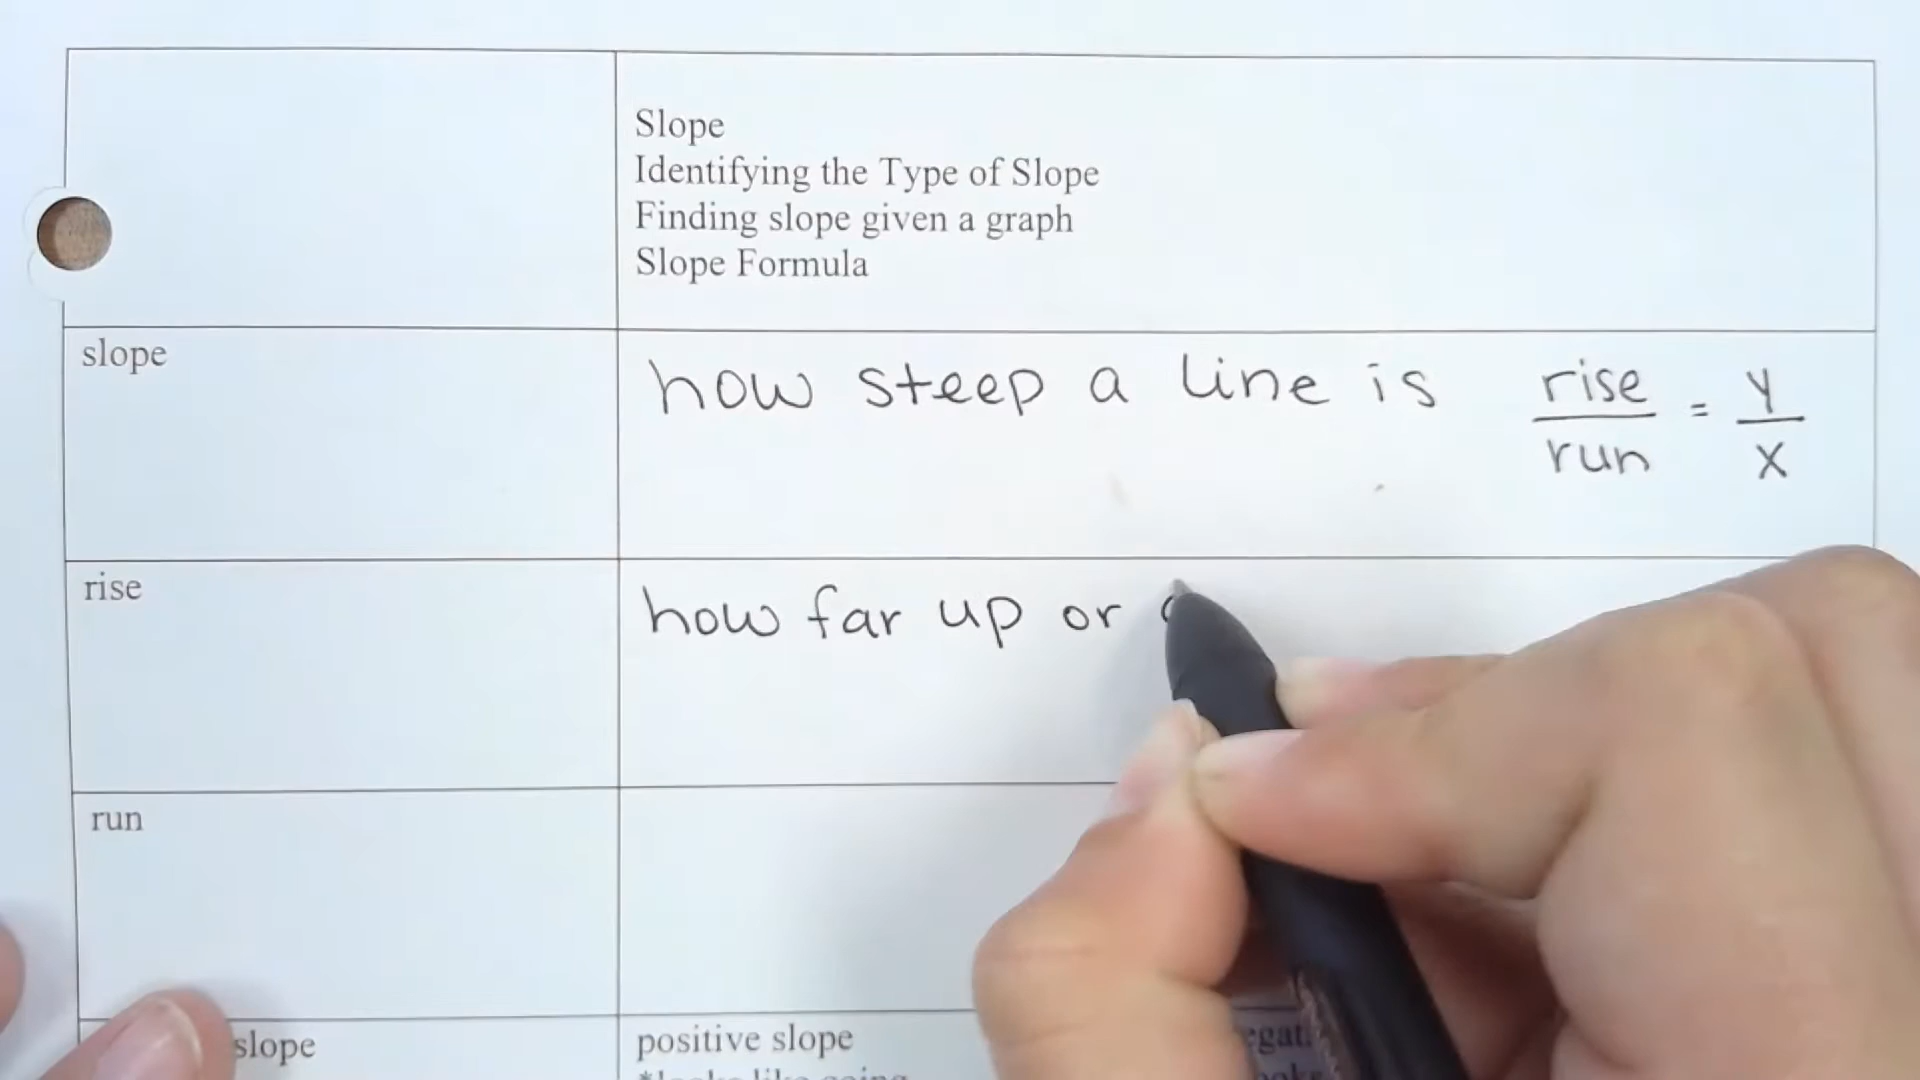 Slope
Identifying the Type of Slope
Finding slope given a graph
Slope Formula
slope
how steep a line is
rise = y
run x
rise
how far up or
run
slope
positive slope